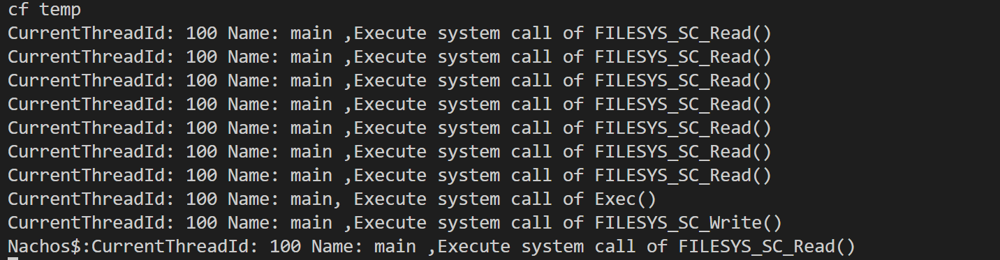 cf temp
CurrentThreadId: 100 Name: main ,Execute system call of FILESYS_SC_Read()
CurrentThreadId: 100 Name: main ,Execute system call of FILESYS_SC_Read()
CurrentThreadId: 100 Name: main ,Execute system call of FILESYS_SC_Read()
CurrentThreadId: 100 Name: main ,Execute system call of FILESYS_SC_Read()
CurrentThreadId: 100 Name: main ,Execute system call of FILESYS_SC_Read()
CurrentThreadId: 100 Name: main ,Execute system call of FILESYS_SC_Read()
CurrentThreadId: 100 Name: main ,Execute system call of FILESYS_SC_Read()
CurrentThreadId: 100 Name: main, Execute system call of Exec()
CurrentThreadId: 100 Name: main ,Execute system call of FILESYS_SC_Write()
Nachos$:CurrentThreadId: 100 Name: main ,Execute system call of FILESYS_SC_Read()